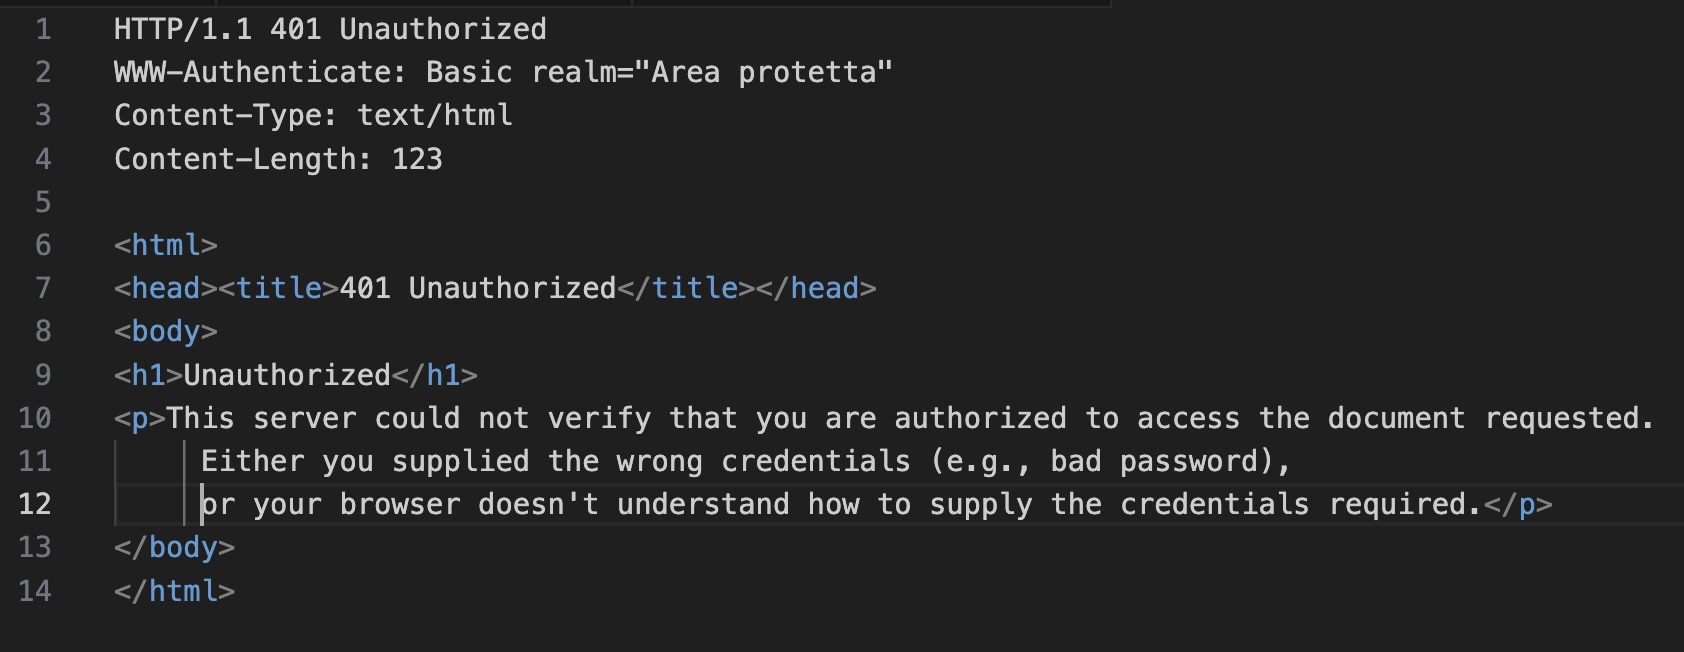 1 HTTP/1.1 401 Unauthorized
2 WWW-Authenticate: Basic realm="Area protetta"
3 Content-Type: text/html
4 Content-Length: 123
5
6 <html>
7 <head><title>401 Unauthorized</title></head>
8 <body>
9 <h1>Unauthorized</h1>
10 <p>This server could not verify that you are authorized to access the document requested.
11 Either you supplied the wrong credentials (e.g., bad password),
12 or your browser doesn't understand how to supply the credentials required.</p>
13 </body>
14 </html>